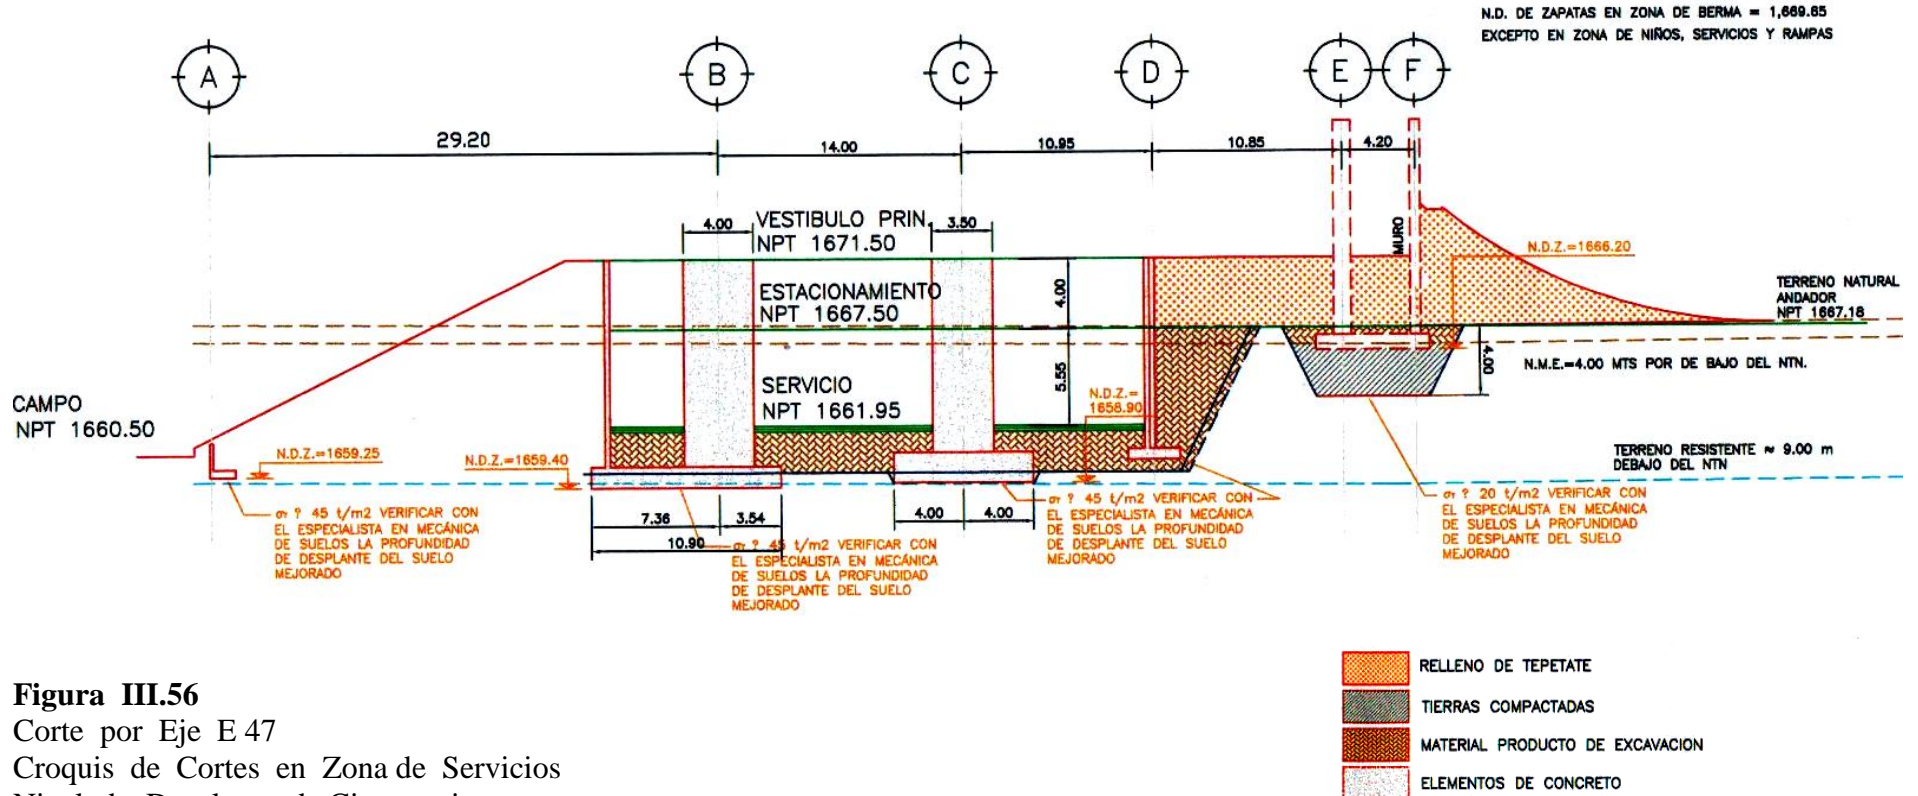 N.D. DE ZAPATAS EN ZONA DE BERMA = 1,669.65
EXCEPTO EN ZONA DE NIÑOS, SERVICIOS Y RAMPAS
A
B
C
D
E
F
29.20
14.00
10.95
10.85
4.20
4.00
VESTIBULO PRIN.
NPT 1671.50
3.50
MURO
N.D.Z.=1666.20
ESTACIONAMIENTO
NPT 1667.50
4.00
TERRENO NATURAL
ANDADOR
NPT 1667.18
5.55
4.00
N.M.E.=4.00 MTS POR DE BAJO DEL NTN.
SERVICIO
NPT 1661.95
N.D.Z.=
1658.90
CAMPO
NPT 1660.50
N.D.Z.=1659.25
N.D.Z.=1659.40
TERRENO RESISTENTE ≈ 9.00 m
DEBAJO DEL NTN
σr ? 45 t/m2 VERIFICAR CON
EL ESPECIALISTA EN MECÁNICA
DE SUELOS LA PROFUNDIDAD
DE DESPLANTE DEL SUELO
MEJORADO
7.36
3.54
10.90
σr ? 45 t/m2 VERIFICAR CON
EL ESPECIALISTA EN MECÁNICA
DE SUELOS LA PROFUNDIDAD
DE DESPLANTE DEL SUELO
MEJORADO
4.00
4.00
σr ? 45 t/m2 VERIFICAR CON
EL ESPECIALISTA EN MECÁNICA
DE SUELOS LA PROFUNDIDAD
DE DESPLANTE DEL SUELO
MEJORADO
σr ? 20 t/m2 VERIFICAR CON
EL ESPECIALISTA EN MECÁNICA
DE SUELOS LA PROFUNDIDAD
DE DESPLANTE DEL SUELO
MEJORADO
RELLENO DE TEPETATE
TIERRAS COMPACTADAS
MATERIAL PRODUCTO DE EXCAVACION
ELEMENTOS DE CONCRETO
Figura III.56
Corte por Eje E 47
Croquis de Cortes en Zona de Servicios